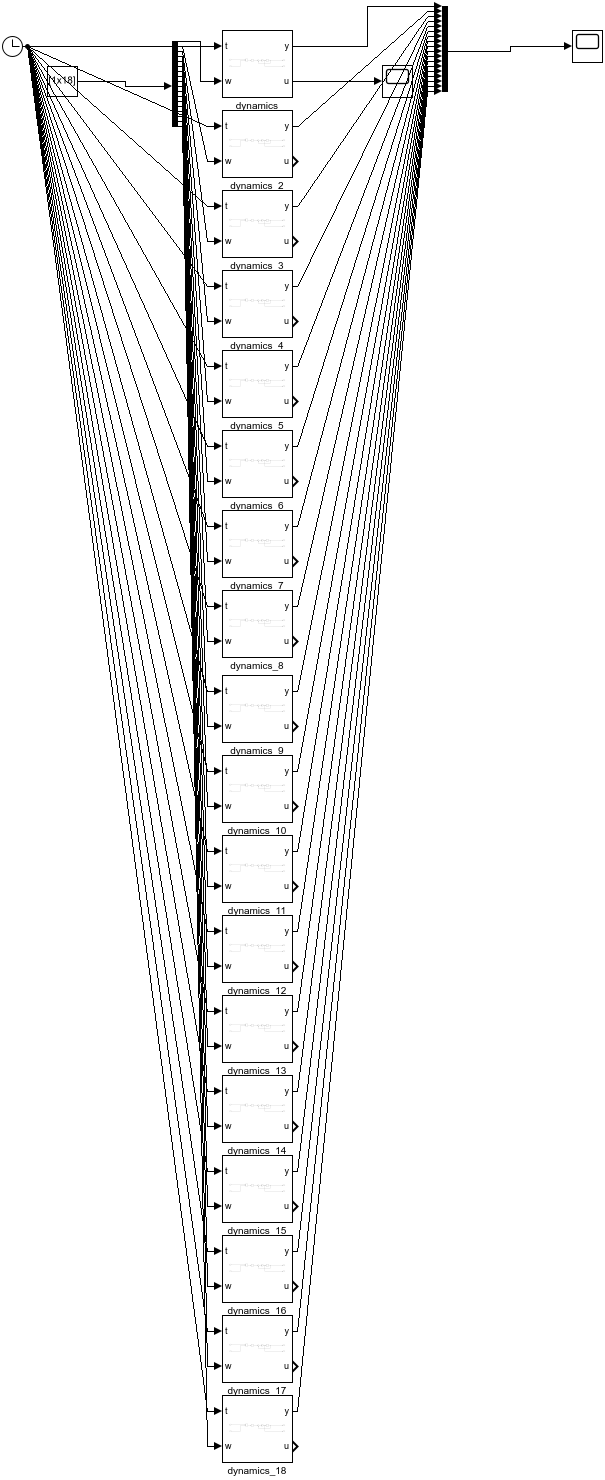 t y
[1x18]
w u
dynamics
t y
w u
dynamics_2
t y
w u
dynamics_3
t y
w u
dynamics_4
t y
w u
dynamics_5
t y
w u
dynamics_6
t y
w u
dynamics_7
t y
w u
dynamics_8
t y
w u
dynamics_9
t y
w u
dynamics_10
t y
w u
dynamics_11
t y
w u
dynamics_12
t y
w u
dynamics_13
t y
w u
dynamics_14
t y
w u
dynamics_15
t y
w u
dynamics_16
t y
w u
dynamics_17
t y
w u
dynamics_18